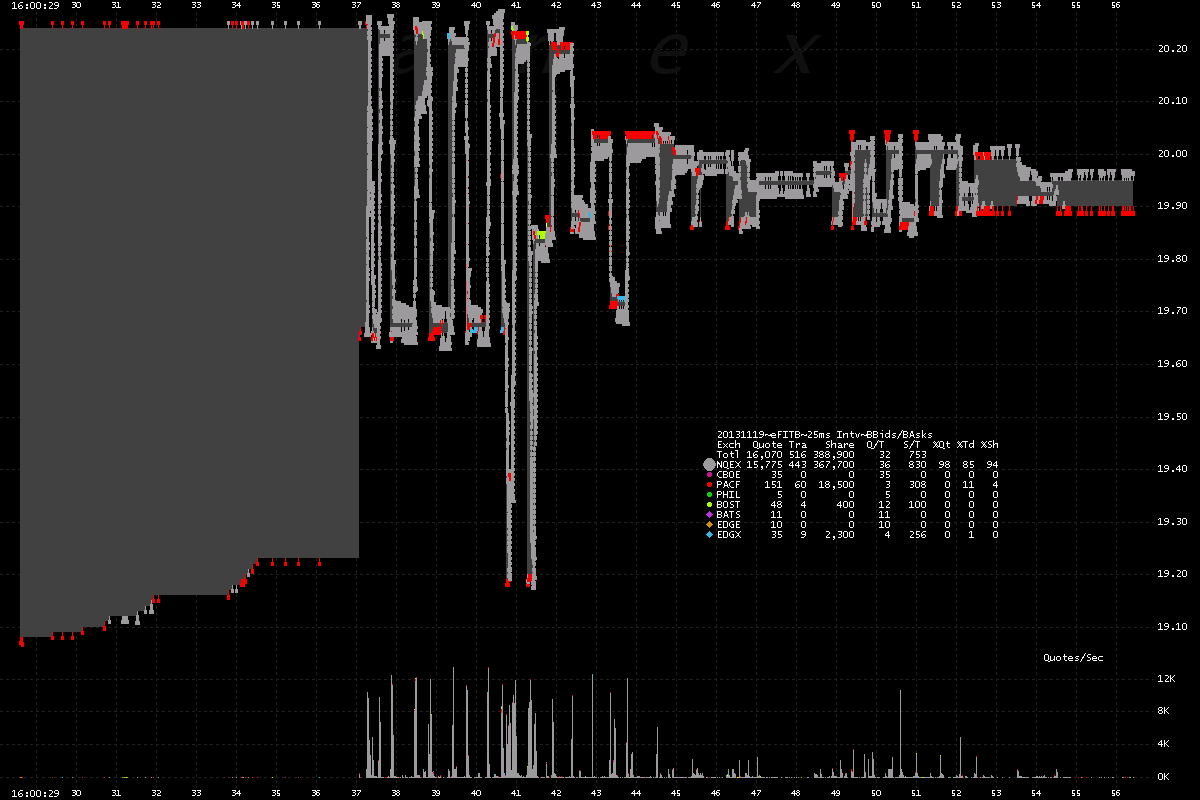 16:00:29 30 31 32 33 34 35 36 37 38 39 40 41 42 43 44 45 46 47 48 49 50 51 52 53 54 55 56
n e x
20.20
20.10
20.00
19.90
19.80
19.70
19.60
19.50
19.40
19.30
19.20
19.10
20131119~eFITB~25ms Intv~BBids/BAsks
Exch Quote Tra Share Q/T S/T %Qt %Td %Sh
Totl 16,070 516 388,900 32 753
NQEX 15,775 443 367,700 36 830 98 85 94
CBOE 35 0 0 35 0 0 0 0
PACF 151 60 18,500 3 308 0 11 4
PHIL 5 0 0 5 0 0 0 0
BOST 48 4 400 12 100 0 0 0
BATS 11 0 0 11 0 0 0 0
EDGE 10 0 0 10 0 0 0 0
EDGX 35 9 2,300 4 256 0 1 0
Quotes/Sec
12K
8K
4K
0K
16:00:29 30 31 32 33 34 35 36 37 38 39 40 41 42 43 44 45 46 47 48 49 50 51 52 53 54 55 56